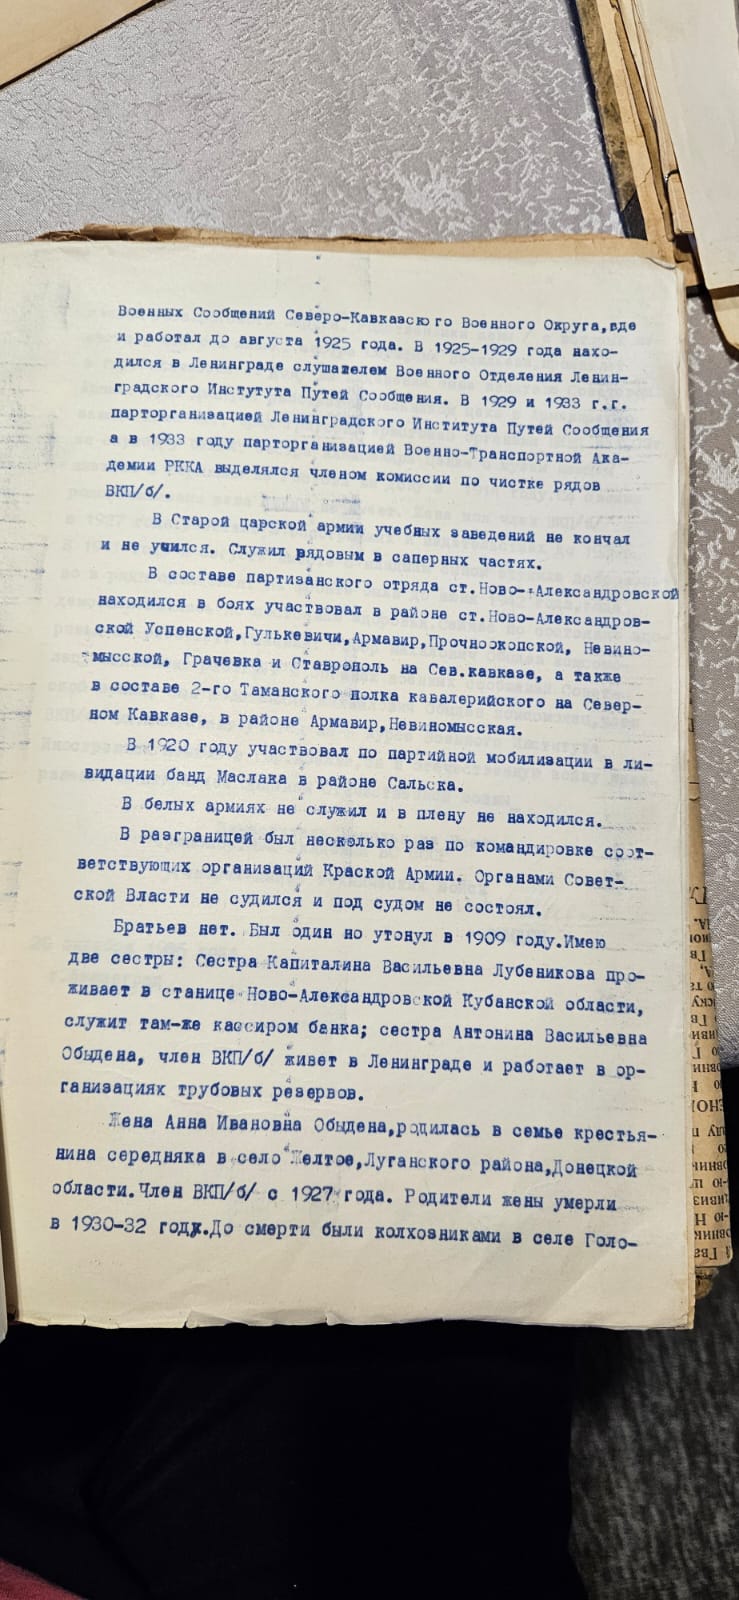 Военных Сообщений Северо-Кавказского Военного Округа,где
и работал до августа 1925 года. В 1925-1929 года нахо-
дился в Ленинграде слушателем Военного Отделения Ленин-
градского Инстутута Путей Сообщения. В 1929 и 1933 г.г.
парторганизацией Ленинградского Института Путей Сообщения
а в 1933 году парторганизацией Военно-Транспортной Ака-
демии РККА выделялся членом комиссии по чистке рядов
ВКП/б/.
В Старой царской армии учебных заведений не кончал
и не учился. Служил рядовым в саперных частях.
В составе партизанского отряда ст.Ново-Александровской
находился в боях участвовал в районе ст.Ново-Александров-
ской Успенской,Гулькевичи,Армавир,Прочноокопской, Невино-
мысской, Грачевка и Ставрополь на Сев.кавказе, а также
в составе 2-го Таманского полка кавалерийского на Север-
ном Кавказе, в районе Армавир,Невиномысская.
В 1920 году участвовал по партийной мобилизации в ли-
видации банд Маслака в районе Сальска.
В белых армиях не служил и в плену не находился.
В разграницей был несколько раз по командировке соот-
ветствующих организаций Краской Армии. Органами Совет-
ской Власти не судился и под судом не состоял.
Братьев нет. Был один но утонул в 1909 году.Имею
две сестры: Сестра Капиталина Васильевна Лубеникова про-
живает в станице Ново-Александровской Кубанской области,
служит там-же кассиром банка; сестра Антонина Васильевна
Обыдена, член ВКП/б/ живет в Ленинграде и работает в ор-
ганизациях трубовых резервов.
Жена Анна Ивановна Обыдена,родилась в семье крестья-
нина середняка в село Желтое,Луганского района,Донецкой
области.Член ВКП/б/ с 1927 года. Родители жены умерли
в 1930-32 году.До смерти были колхозниками в селе Голо-